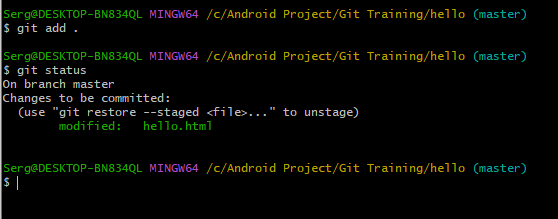 Serg@DESKTOP-BN834QL MINGW64 /c/Android Project/Git Training/hello (master)
$ git add .
Serg@DESKTOP-BN834QL MINGW64 /c/Android Project/Git Training/hello (master)
$ git status
On branch master
Changes to be committed:
  (use "git restore --staged <file>..." to unstage)
        modified:   hello.html
Serg@DESKTOP-BN834QL MINGW64 /c/Android Project/Git Training/hello (master)
$